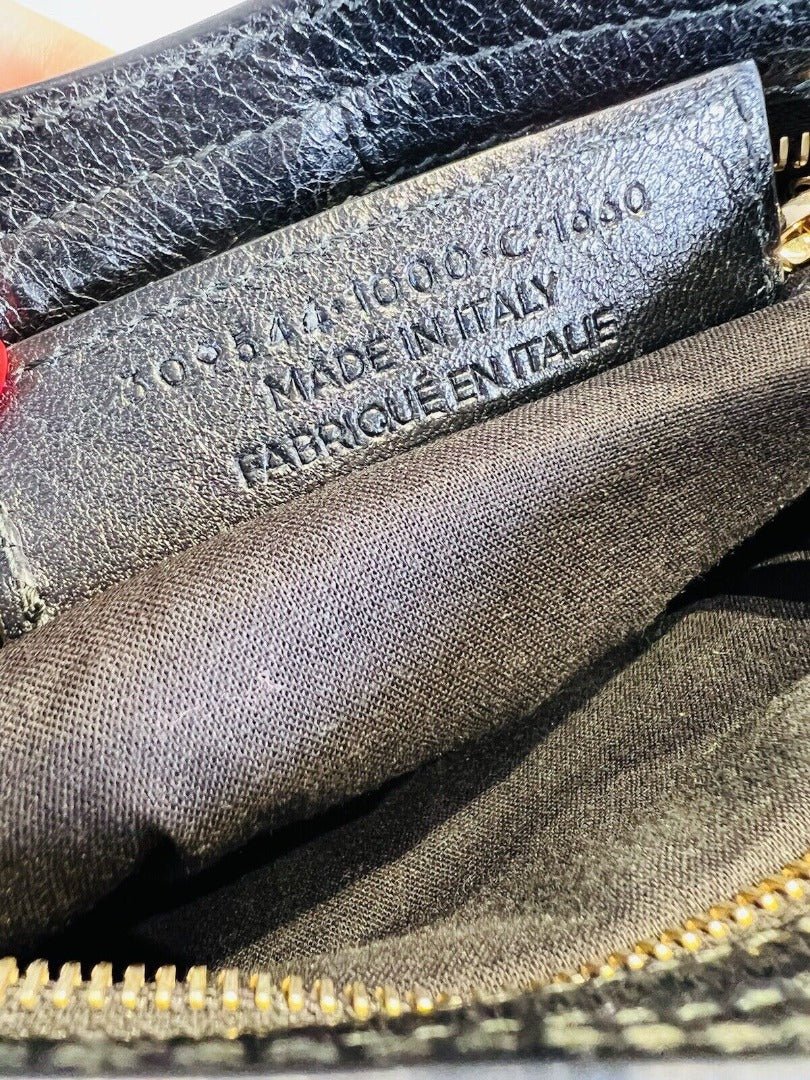 309544·1000·C·1660
MADE IN ITALY
FABRIQUÉ EN ITALIE